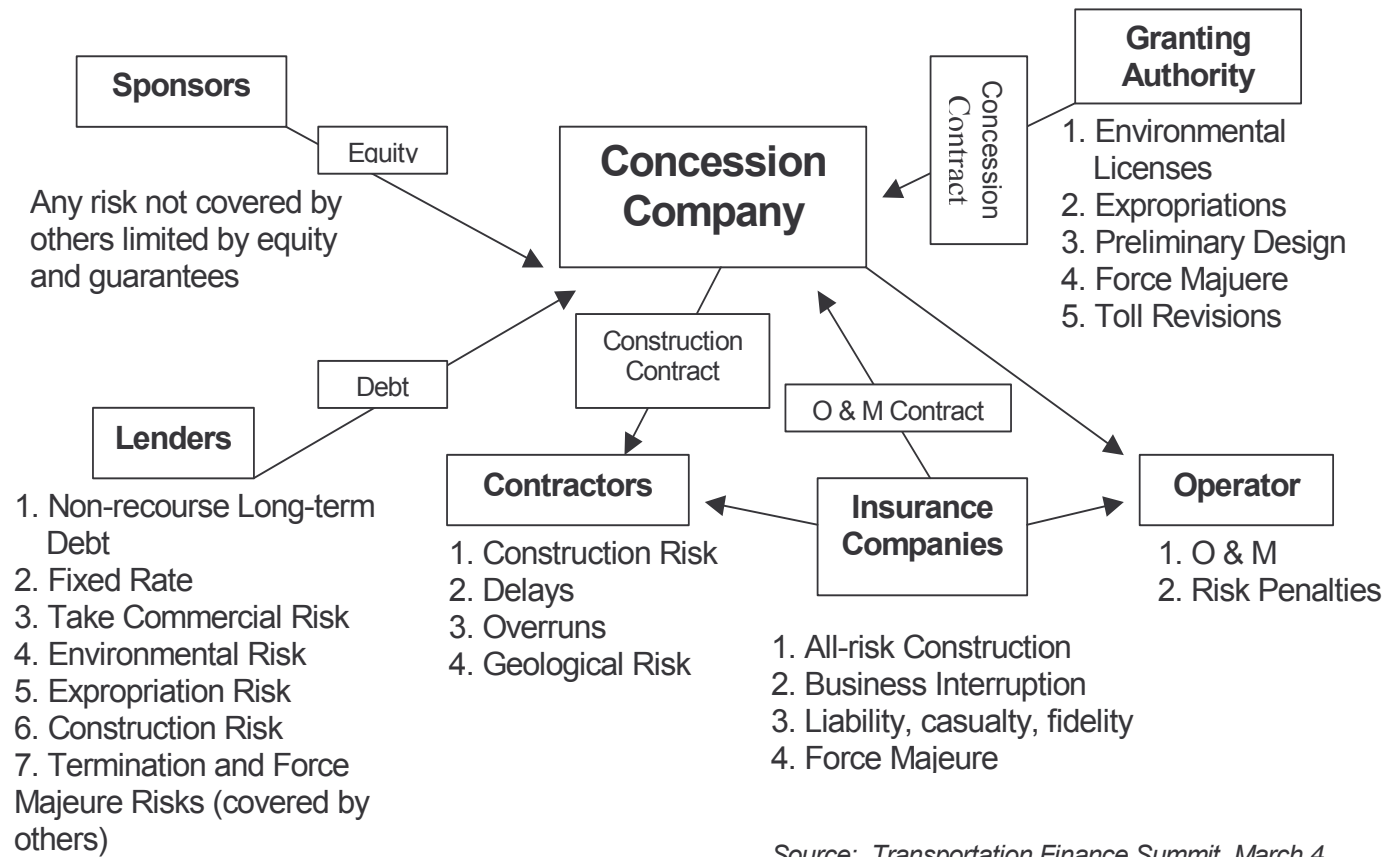 Sponsors
Equity
Any risk not covered by
others limited by equity
and guarantees
Concession
Company
Concession
Contract
Granting
Authority
1. Environmental
Licenses
2. Expropriations
3. Preliminary Design
4. Force Majuere
5. Toll Revisions
Debt
Lenders
1. Non-recourse Long-term
Debt
2. Fixed Rate
3. Take Commercial Risk
4. Environmental Risk
5. Expropriation Risk
6. Construction Risk
7. Termination and Force
Majeure Risks (covered by
others)
Construction
Contract
Contractors
1. Construction Risk
2. Delays
3. Overruns
4. Geological Risk
O & M Contract
Insurance
Companies
1. All-risk Construction
2. Business Interruption
3. Liability, casualty, fidelity
4. Force Majeure
Operator
1. O & M
2. Risk Penalties
Source: Transportation Finance Summit, March 4